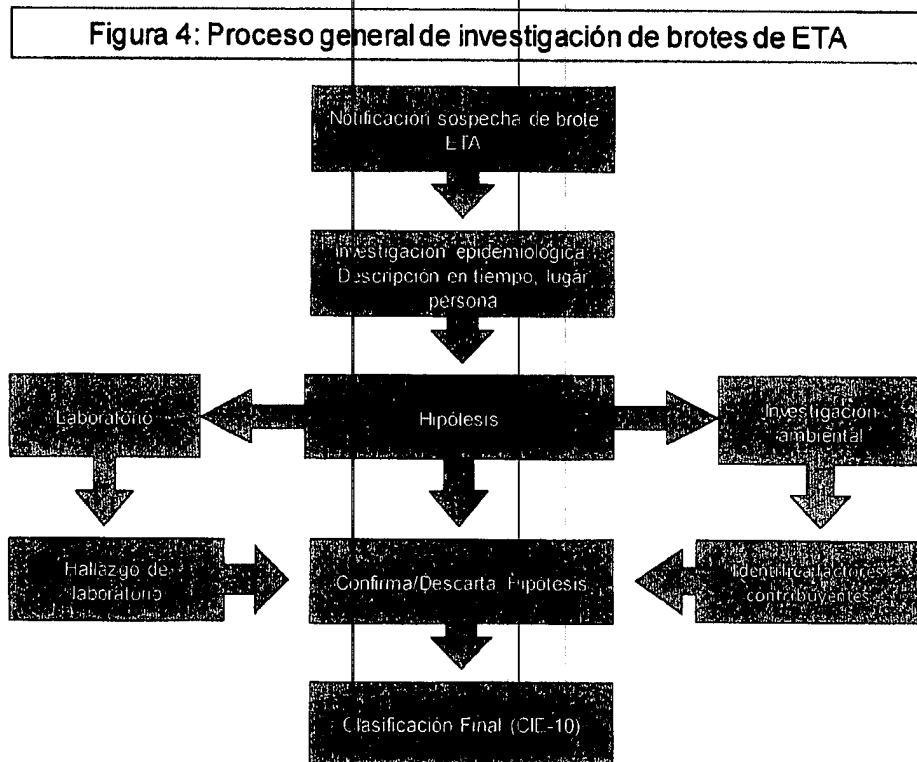 Figura 4: Proceso general de investigación de brotes de ETA
Notificación sospecha de brote
ETA
Investigación epidemiológica
Descripción en tiempo, lugar
persona
Laboratorio
Hipótesis
Investigación
ambiental
Hallazgo de
laboratorio
Confirma/Descarta Hipótesis
Identifica factores
contribuyentes
Clasificación Final (CIE-10)